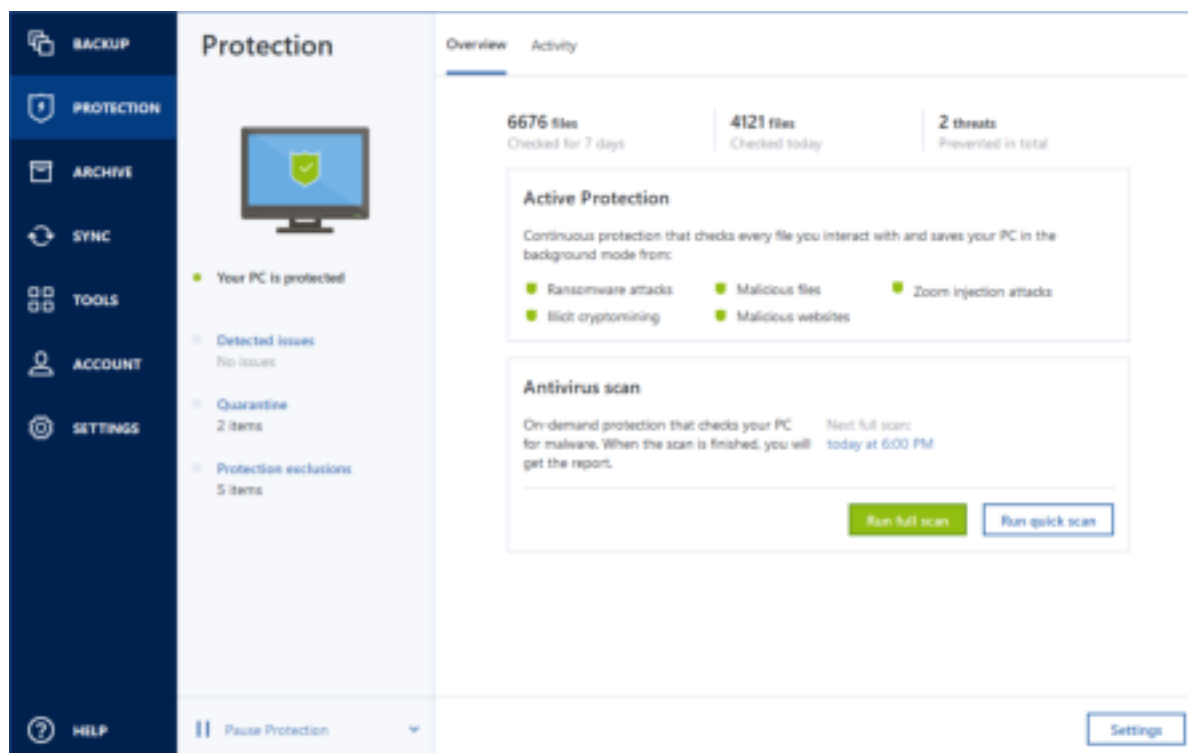 BACKUP
PROTECTION
ARCHIVE
SYNC
TOOLS
ACCOUNT
SETTINGS
HELP
Protection
Your PC is protected
Detected issues
No issues
Quarantine
2 items
Protection exclusions
5 items
Pause Protection
Overview Activity
6676 files 4121 files 2 threats
Checked for 7 days Checked today Prevented in total
Active Protection
Continuous protection that checks every file you interact with and saves your PC in the
background mode from:
Ransomware attacks Malicious files Zoom injection attacks
Illicit cryptomining Malicious websites
Antivirus scan
On-demand protection that checks your PC Next full scan:
for malware. When the scan is finished, you will today at 6:00 PM
get the report.
Run full scan Run quick scan
Settings